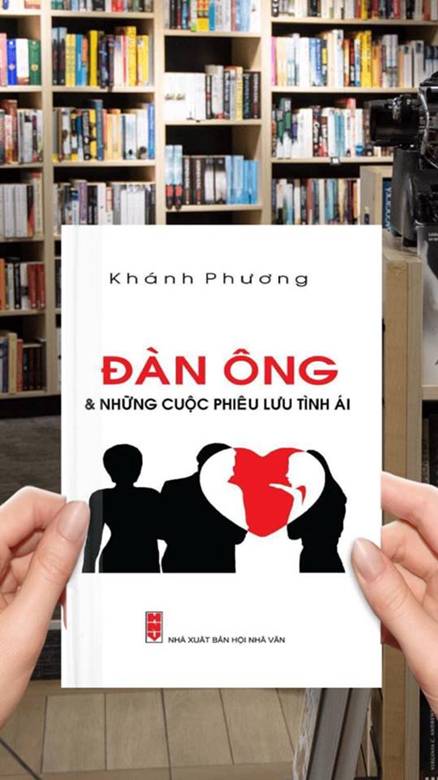 Khánh Phương
ĐÀN ÔNG
& NHỮNG CUỘC PHIÊU LƯU TÌNH ÁI
NHÀ XUẤT BẢN HỘI NHÀ VĂN